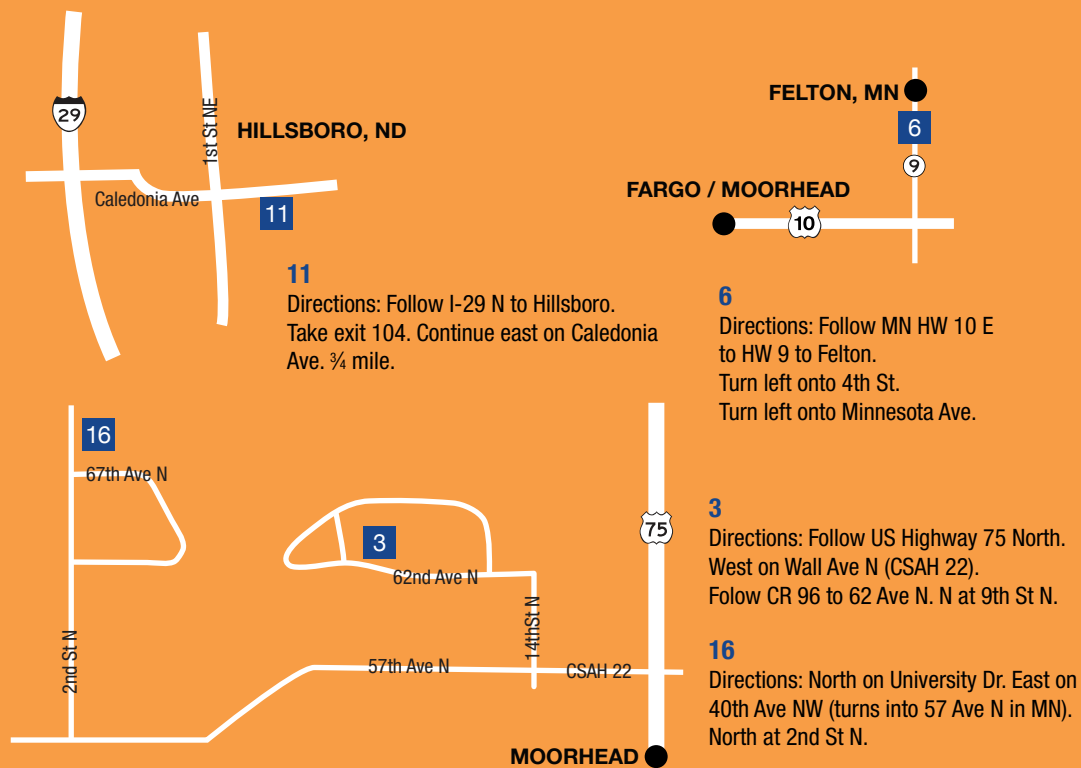 29
1st St NE
HILLSBORO, ND
Caledonia Ave
11
11
Directions: Follow I-29 N to Hillsboro.
Take exit 104. Continue east on Caledonia
Ave. ¾ mile.
FELTON, MN
6
9
FARGO / MOORHEAD
10
6
Directions: Follow MN HW 10 E
to HW 9 to Felton.
Turn left onto 4th St.
Turn left onto Minnesota Ave.
16
67th Ave N
2nd St N
3
62nd Ave N
14thSt N
57th Ave N
CSAH 22
75
MOORHEAD
3
Directions: Follow US Highway 75 North.
West on Wall Ave N (CSAH 22).
Folow CR 96 to 62 Ave N. N at 9th St N.
16
Directions: North on University Dr. East on
40th Ave NW (turns into 57 Ave N in MN).
North at 2nd St N.